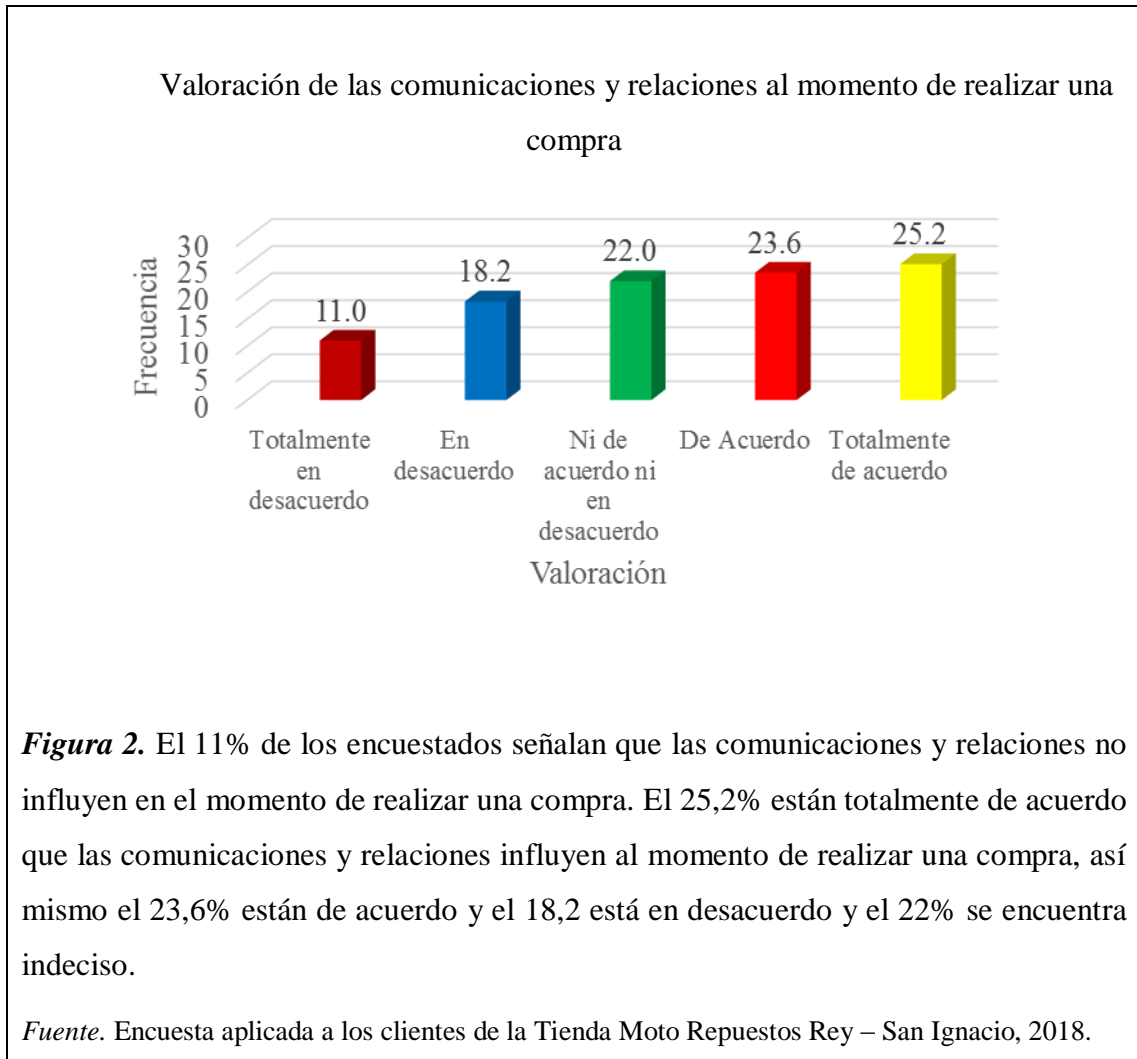 Valoración de las comunicaciones y relaciones al momento de realizar una
compra
Frecuencia
30
25
20
15
10
5
0
11.0
18.2
22.0
23.6
25.2
Totalmente
en
desacuerdo
En
desacuerdo
Ni de
acuerdo ni
en
desacuerdo
De Acuerdo
Totalmente
de acuerdo
Valoración
Figura 2. El 11% de los encuestados señalan que las comunicaciones y relaciones no
influyen en el momento de realizar una compra. El 25,2% están totalmente de acuerdo
que las comunicaciones y relaciones influyen al momento de realizar una compra, así
mismo el 23,6% están de acuerdo y el 18,2 está en desacuerdo y el 22% se encuentra
indeciso.
Fuente. Encuesta aplicada a los clientes de la Tienda Moto Repuestos Rey – San Ignacio, 2018.